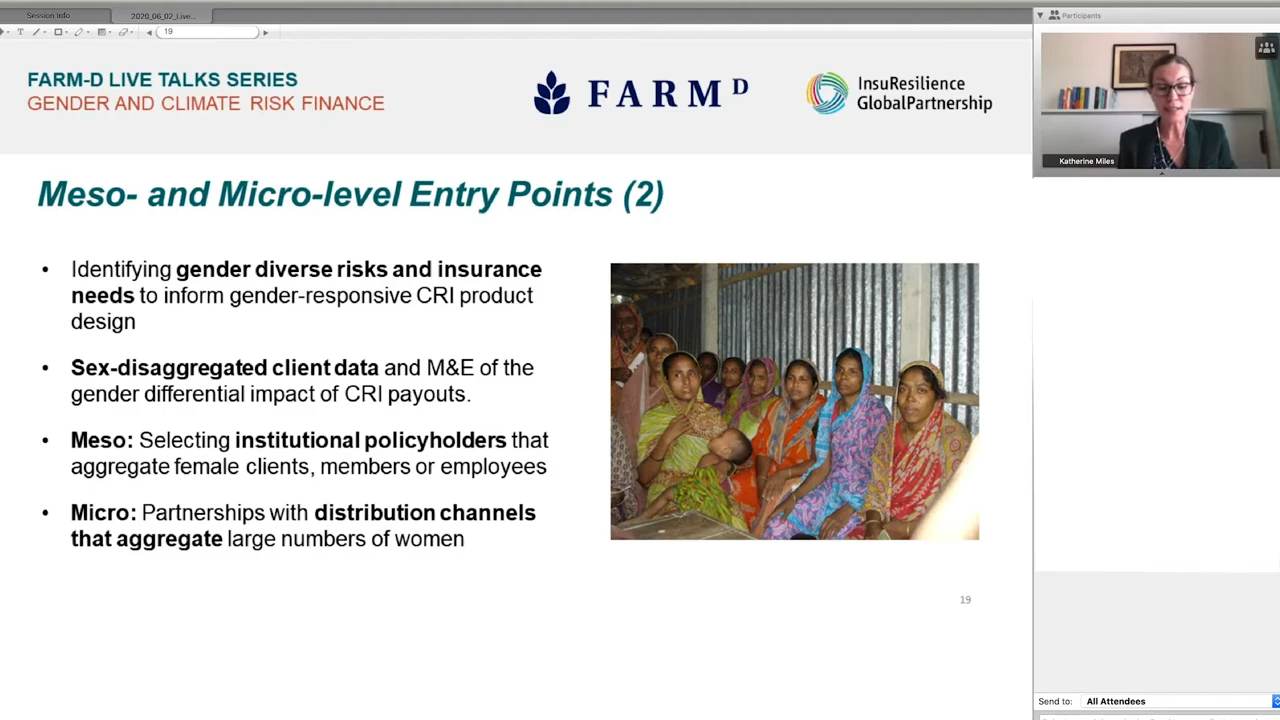 Session Info
2020_06_02_Live...
19
Participants
FARM-D LIVE TALKS SERIES
GENDER AND CLIMATE RISK FINANCE
FARM D
InsuResilience
GlobalPartnership
Katherine Miles
Meso- and Micro-level Entry Points (2)
• Identifying gender diverse risks and insurance
needs to inform gender-responsive CRI product
design
• Sex-disaggregated client data and M&E of the
gender differential impact of CRI payouts.
• Meso: Selecting institutional policyholders that
aggregate female clients, members or employees
• Micro: Partnerships with distribution channels
that aggregate large numbers of women
19
Send to: All Attendees